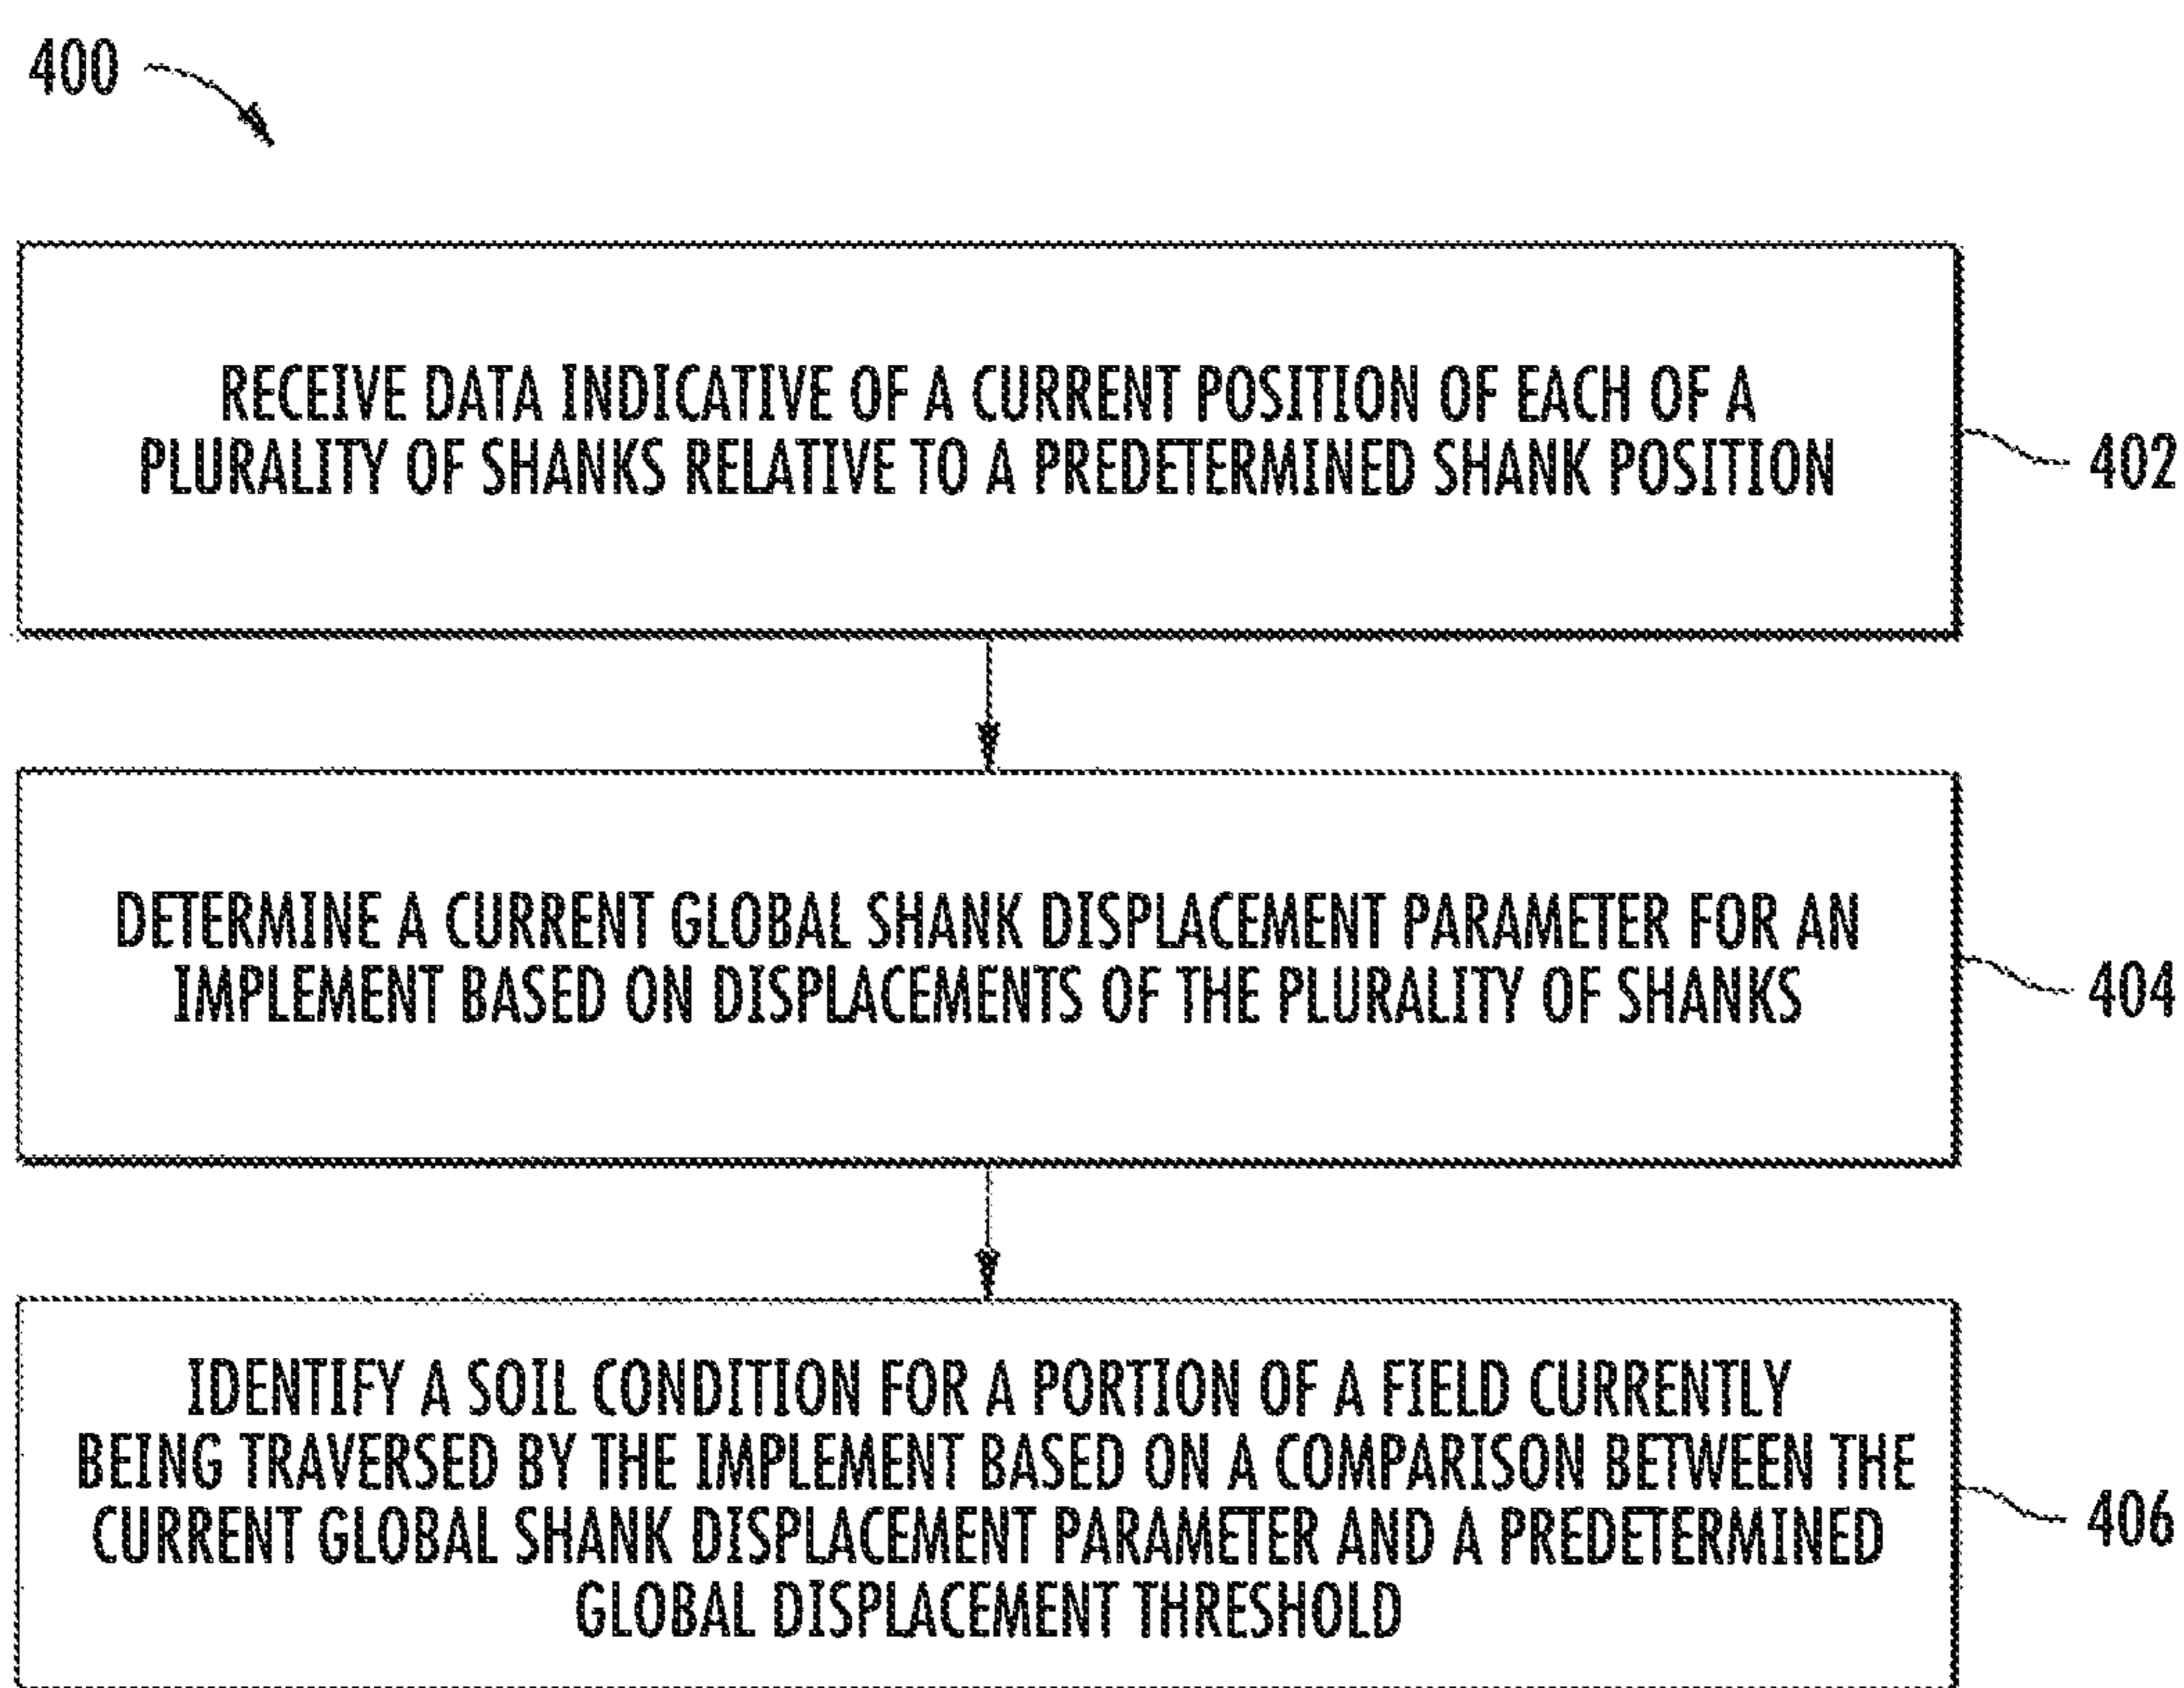 400
RECEIVE DATA INDICATIVE OF A CURRENT POSITION OF EACH OF A
PLURALITY OF SHANKS RELATIVE TO A PREDETERMINED SHANK POSITION
402
DETERMINE A CURRENT GLOBAL SHANK DISPLACEMENT PARAMETER FOR AN
IMPLEMENT BASED ON DISPLACEMENTS OF THE PLURALITY OF SHANKS
404
IDENTIFY A SOIL CONDITION FOR A PORTION OF A FIELD CURRENTLY
BEING TRAVERSED BY THE IMPLEMENT BASED ON A COMPARISON BETWEEN THE
CURRENT GLOBAL SHANK DISPLACEMENT PARAMETER AND A PREDETERMINED
GLOBAL DISPLACEMENT THRESHOLD
406